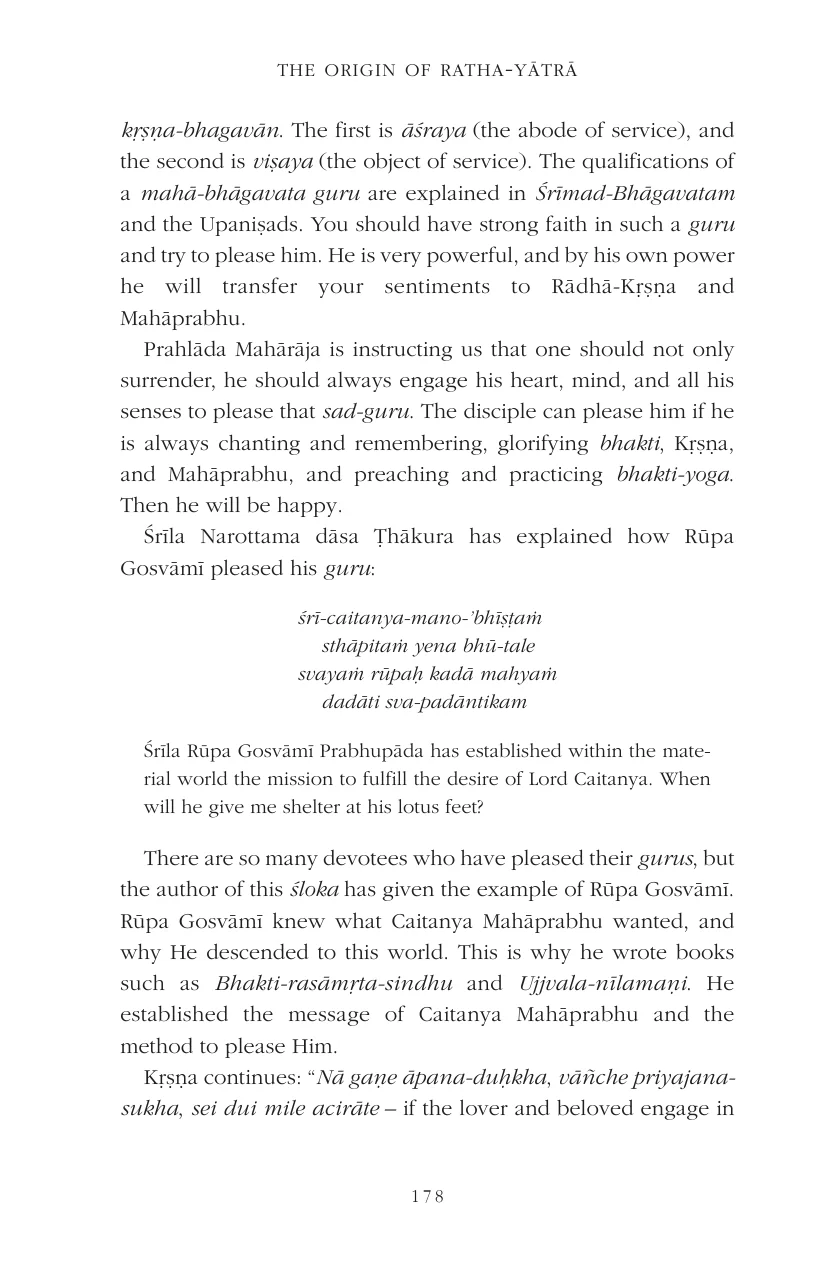 THE ORIGIN OF RATHA-YĀTRĀ
kṛṣṇa-bhagavān. The first is āśraya (the abode of service), and
the second is viṣaya (the object of service). The qualifications of
a mahā-bhāgavata guru are explained in Śrīmad-Bhāgavatam
and the Upaniṣads. You should have strong faith in such a guru
and try to please him. He is very powerful, and by his own power
he will transfer your sentiments to Rādhā-Kṛṣṇa and
Mahāprabhu.
Prahlāda Mahārāja is instructing us that one should not only
surrender, he should always engage his heart, mind, and all his
senses to please that sad-guru. The disciple can please him if he
is always chanting and remembering, glorifying bhakti, Kṛṣṇa,
and Mahāprabhu, and preaching and practicing bhakti-yoga.
Then he will be happy.
Śrīla Narottama dāsa Ṭhākura has explained how Rūpa
Gosvāmī pleased his guru:
śrī-caitanya-mano-’bhīṣṭaṁ
sthāpitaṁ yena bhū-tale
svayaṁ rūpaḥ kadā mahyaṁ
dadāti sva-padāntikam
Śrīla Rūpa Gosvāmī Prabhupāda has established within the mate-
rial world the mission to fulfill the desire of Lord Caitanya. When
will he give me shelter at his lotus feet?
There are so many devotees who have pleased their gurus, but
the author of this śloka has given the example of Rūpa Gosvāmī.
Rūpa Gosvāmī knew what Caitanya Mahāprabhu wanted, and
why He descended to this world. This is why he wrote books
such as Bhakti-rasāmṛta-sindhu and Ujjvala-nīlamaṇi. He
established the message of Caitanya Mahāprabhu and the
method to please Him.
Kṛṣṇa continues: “Nā gaṇe āpana-duḥkha, vāñche priyajana-
sukha, sei dui mile acirāte – if the lover and beloved engage in
178